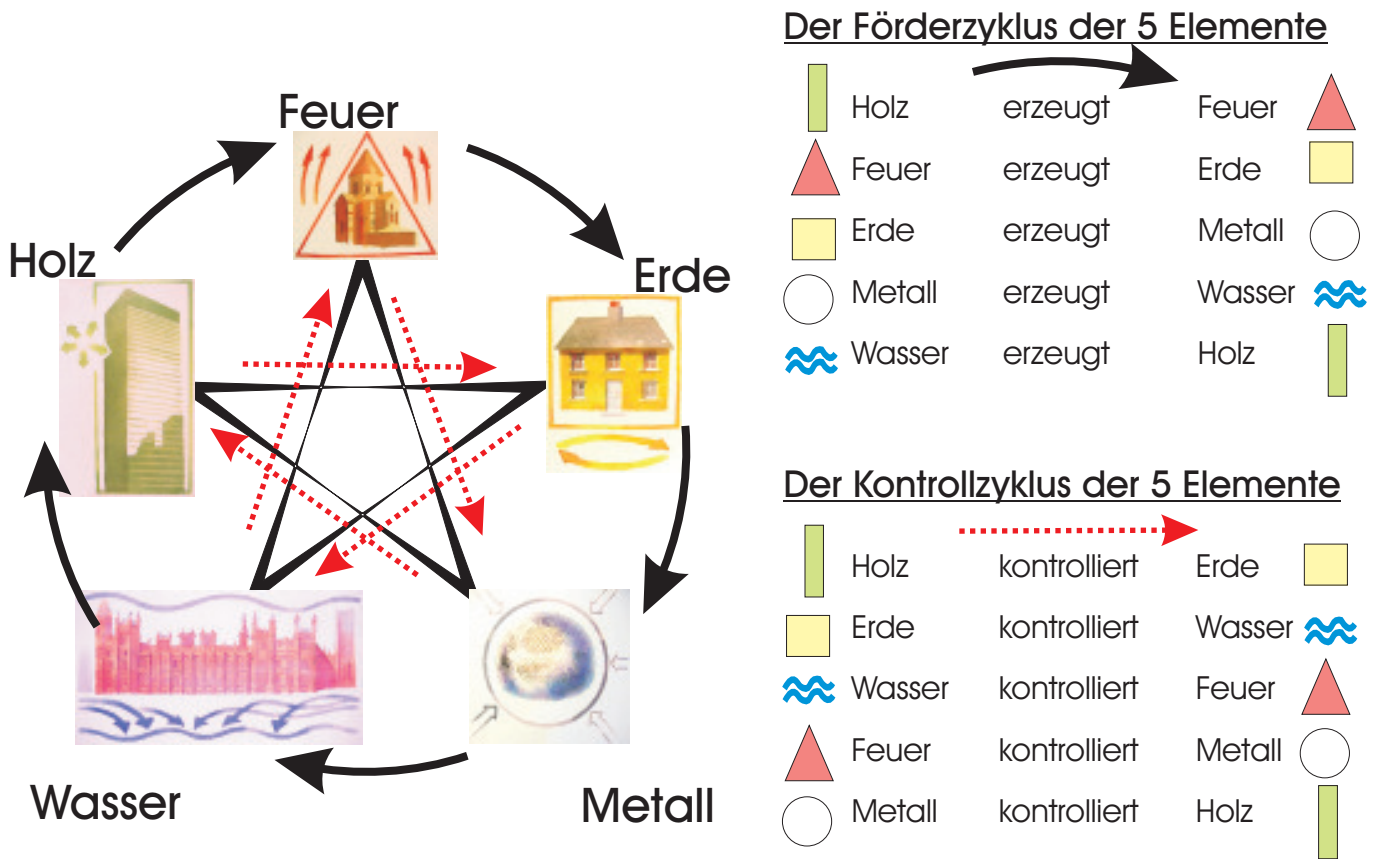 Feuer
Holz
Erde
Wasser
Metall
Der Förderzyklus der 5 Elemente
Holz erzeugt Feuer
Feuer erzeugt Erde
Erde erzeugt Metall
Metall erzeugt Wasser
Wasser erzeugt Holz
Der Kontrollzyklus der 5 Elemente
Holz kontrolliert Erde
Erde kontrolliert Wasser
Wasser kontrolliert Feuer
Feuer kontrolliert Metall
Metall kontrolliert Holz